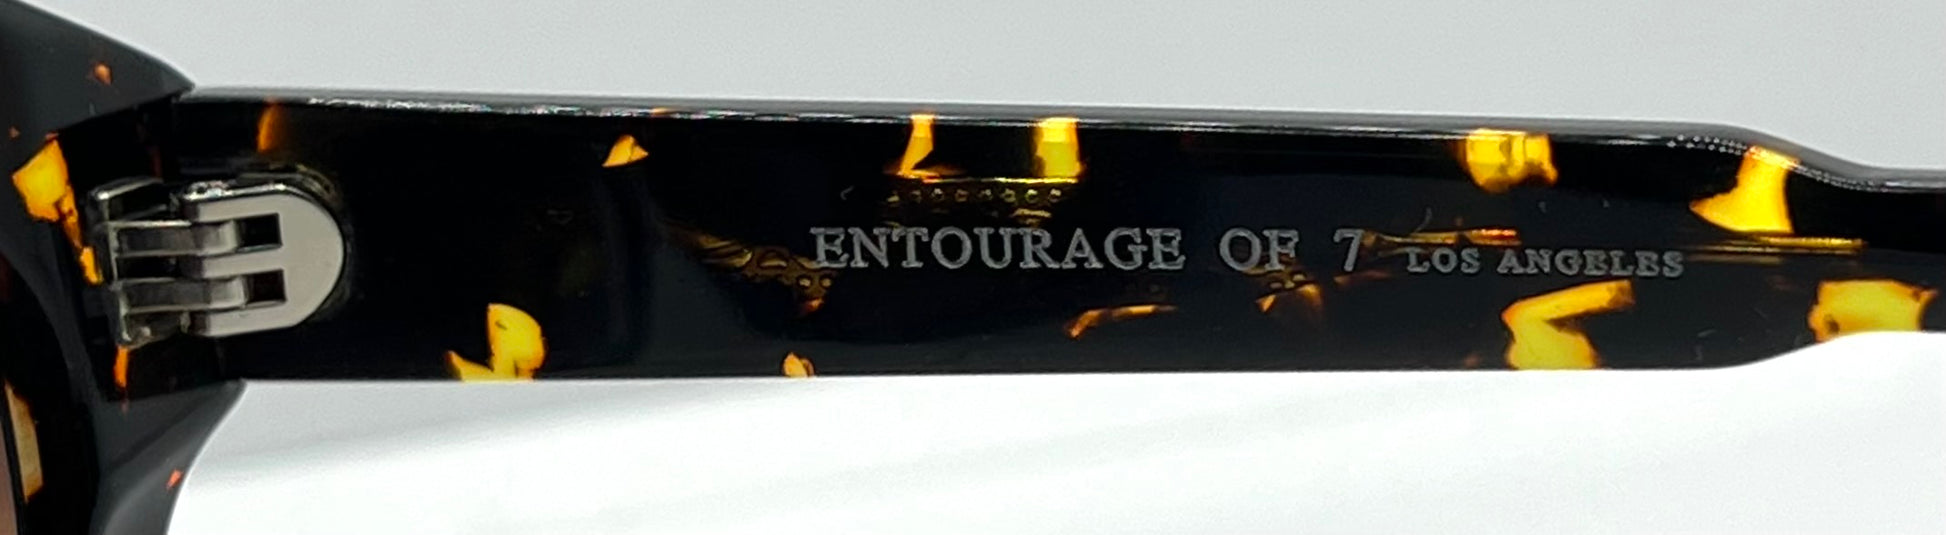 ENTOURAGE OF 7 LOS ANGELES